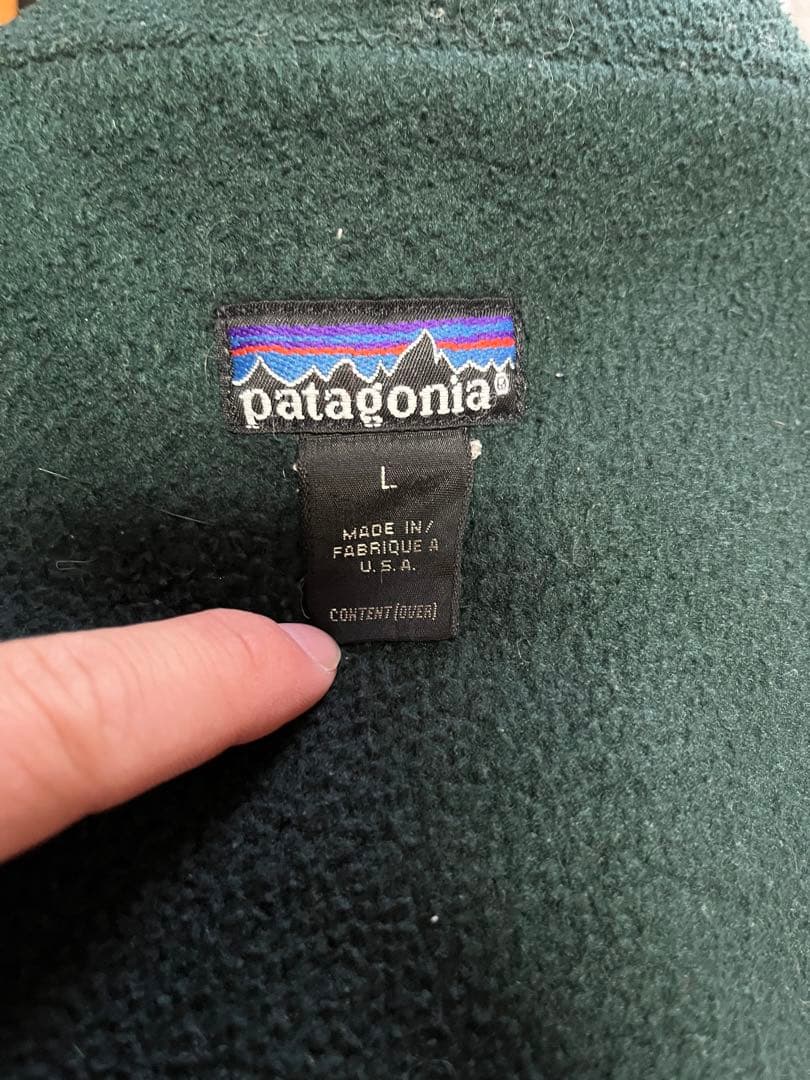 patagonia®
L
MADE IN/
FABRIQUE A
U.S.A.
CONTENT (OVER)